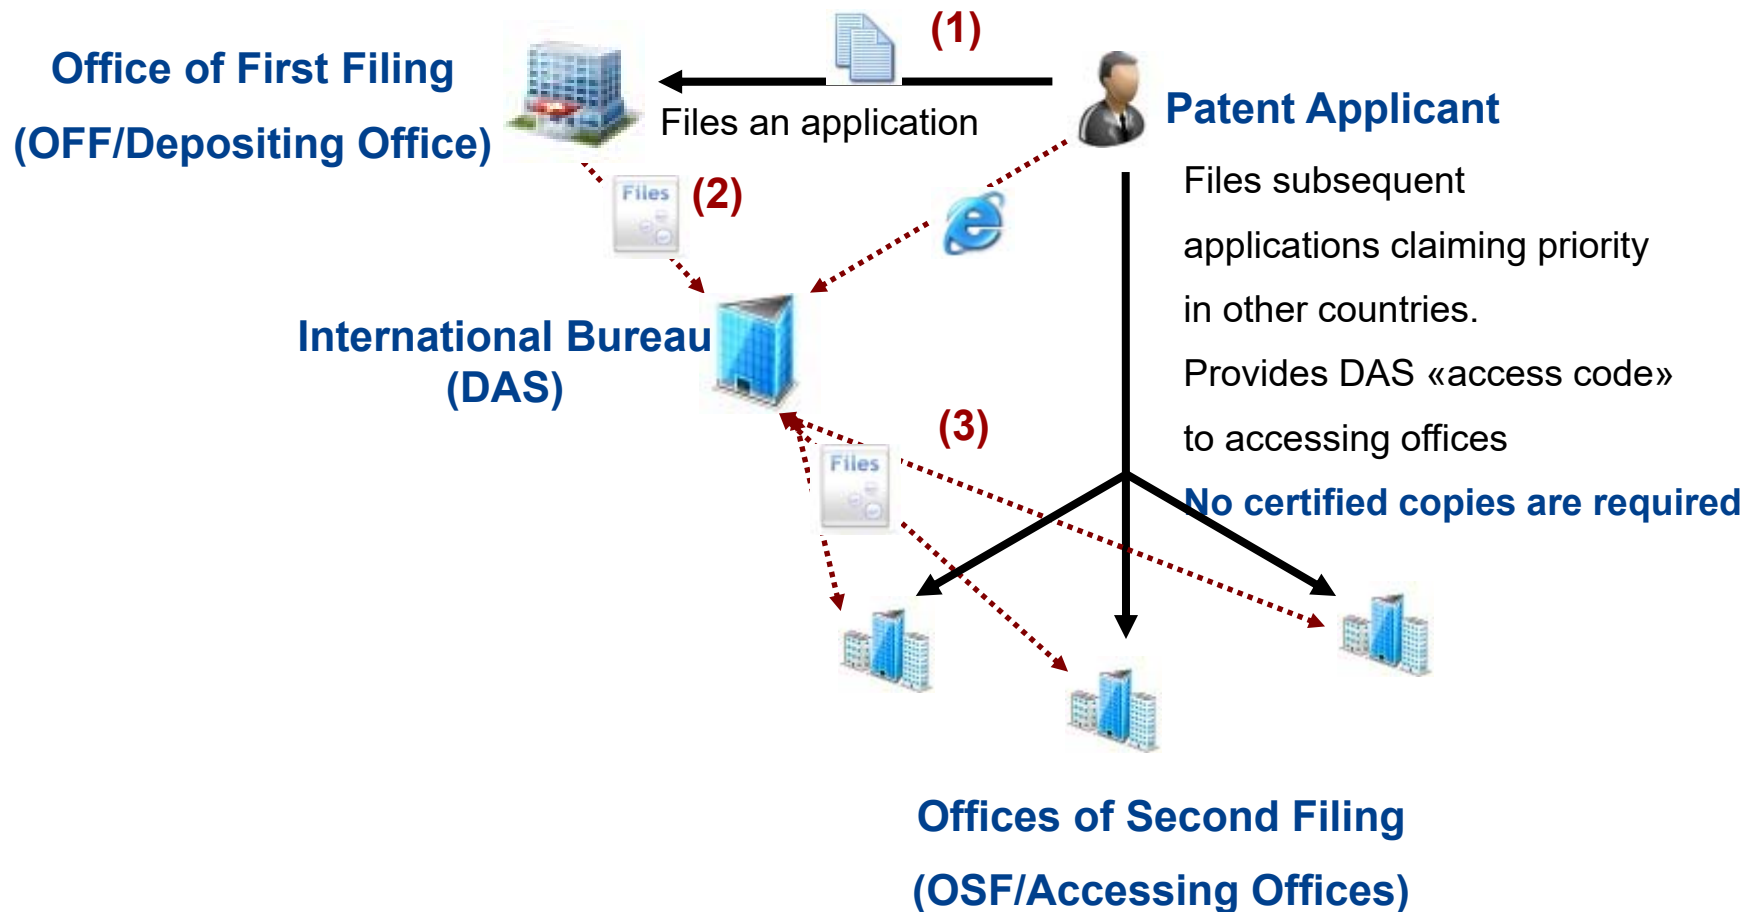 (1)
Office of First Filing
(OFF/Depositing Office)
Files an application
Patent Applicant
Files
(2)
Files subsequent
applications claiming priority
in other countries.
Provides DAS «access code»
to accessing offices
No certified copies are required
International Bureau
(DAS)
(3)
Files
Offices of Second Filing
(OSF/Accessing Offices)